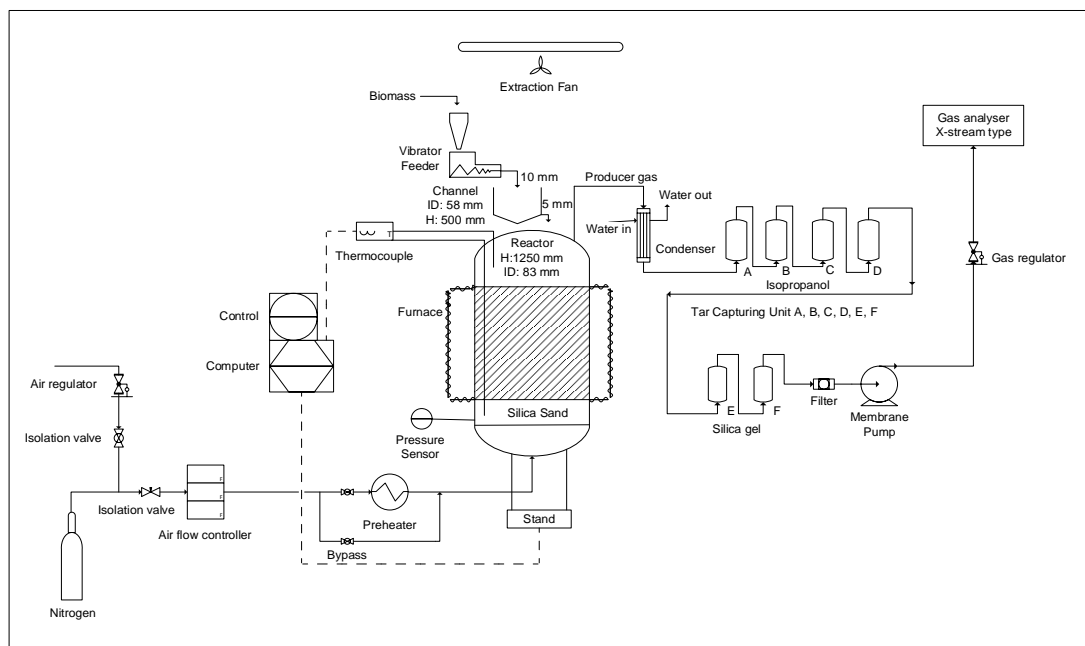 Extraction Fan
Biomass
Gas analyser
X-stream type
Vibrator
Feeder
10 mm
Producer gas
Channel
ID: 58 mm
H: 500 mm
5 mm
Water out
Water in
Condenser
Reactor
H:1250 mm
ID: 83 mm
T
Thermocouple
A
B
C
D
Isopropanol
Gas regulator
Furnace
Tar Capturing Unit A, B, C, D, E, F
Control
Computer
Air regulator
Silica Sand
E
F
Filter
Silica gel
Membrane
Pump
Isolation valve
Pressure
Sensor
F
F
F
Isolation valve
Air flow controller
Preheater
Stand
Bypass
Nitrogen